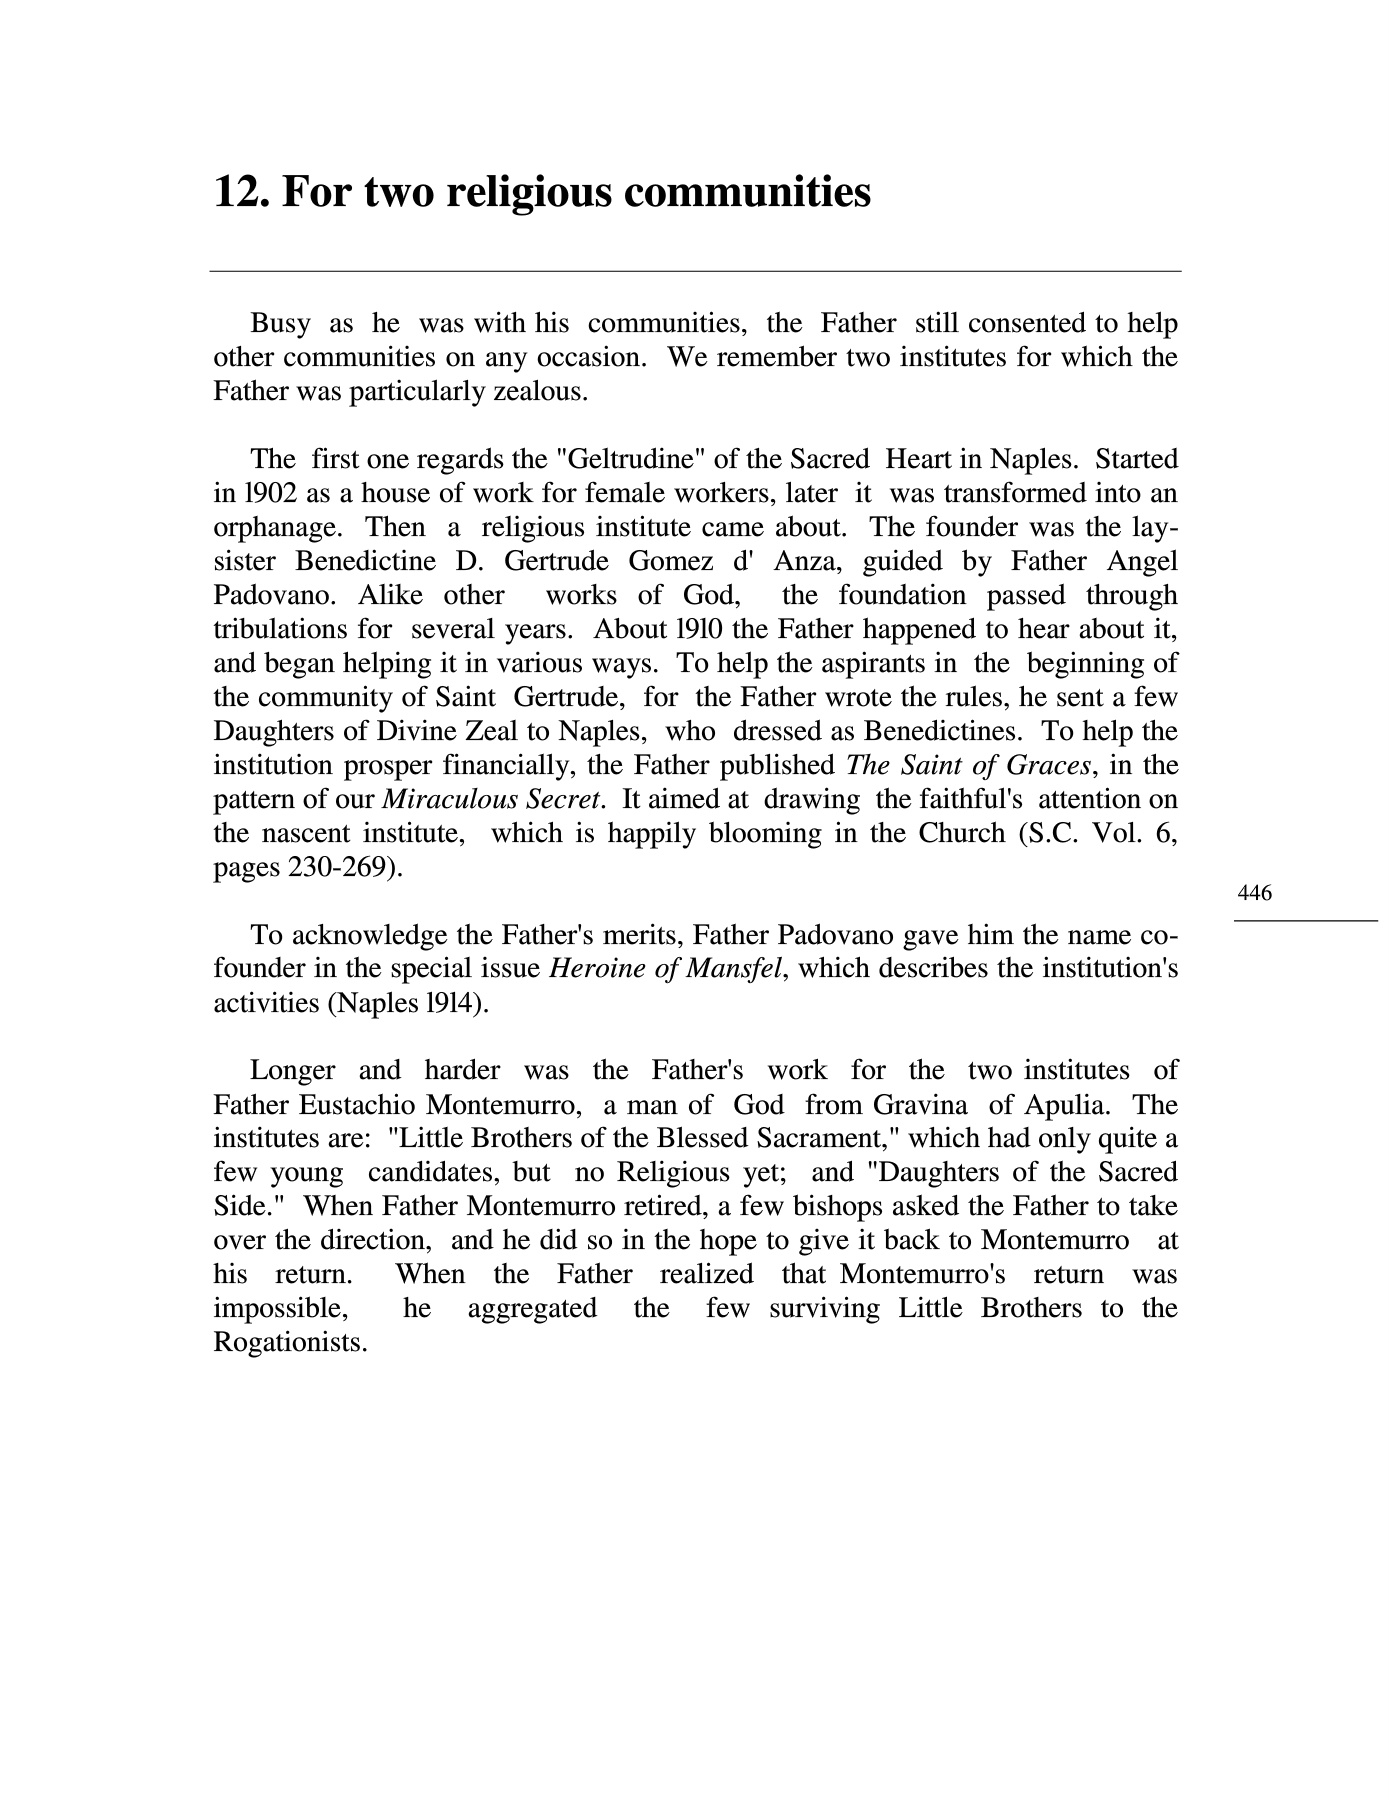 12. For two religious communities
Busy as he was with his communities, the Father still consented to help
other communities on any occasion. We remember two institutes for which the
Father was particularly zealous.
The first one regards the "Geltrudine" of the Sacred Heart in Naples. Started
in 1902 as a house of work for female workers, later it was transformed into an
orphanage. Then a religious institute came about. The founder was the lay-
sister Benedictine D. Gertrude Gomez d' Anza, guided by Father Angel
Padovano. Alike other works of God, the foundation passed through
tribulations for several years. About 1910 the Father happened to hear about it,
and began helping it in various ways. To help the aspirants in the beginning of
the community of Saint Gertrude, for the Father wrote the rules, he sent a few
Daughters of Divine Zeal to Naples, who dressed as Benedictines. To help the
institution prosper financially, the Father published The Saint of Graces, in the
pattern of our Miraculous Secret. It aimed at drawing the faithful's attention on
the nascent institute, which is happily blooming in the Church (S.C. Vol. 6,
pages 230-269).
446
To acknowledge the Father's merits, Father Padovano gave him the name co-
founder in the special issue Heroine of Mansfel, which describes the institution's
activities (Naples 1914).
Longer and harder was the Father's work for the two institutes of
Father Eustachio Montemurro, a man of God from Gravina of Apulia. The
institutes are: "Little Brothers of the Blessed Sacrament," which had only quite a
few young candidates, but no Religious yet; and "Daughters of the Sacred
Side." When Father Montemurro retired, a few bishops asked the Father to take
over the direction, and he did so in the hope to give it back to Montemurro at
his return. When the Father realized that Montemurro's return was
impossible, he aggregated the few surviving Little Brothers to the
Rogationists.